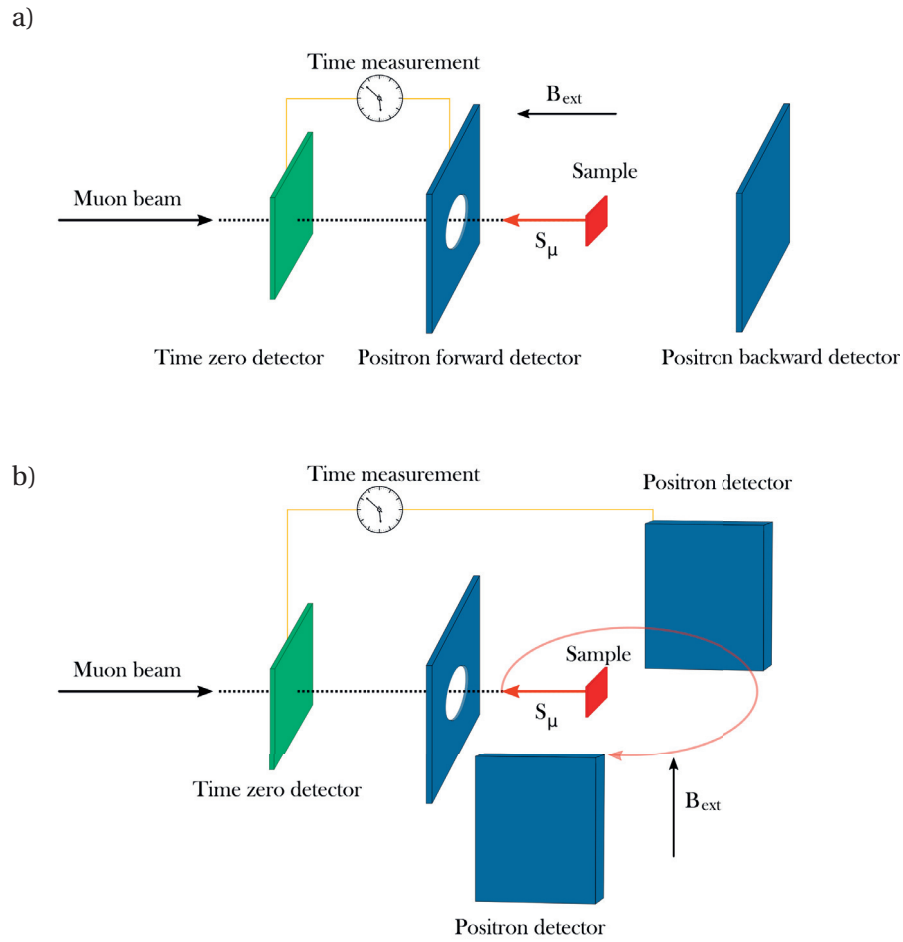 a)
Time measurement
Bext
Sample
Muon beam
Sμ
Time zero detector
Positron forward detector
Positron backward detector
b)
Time measurement
Positron detector
Sample
Muon beam
Sμ
Time zero detector
Bext
Positron detector